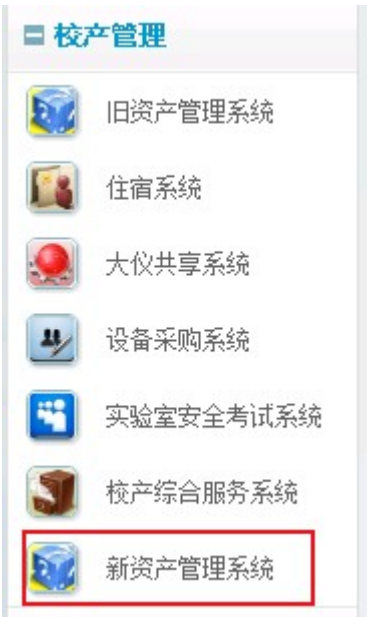 校产管理
旧资产管理系统
住宿系统
大仪共享系统
设备采购系统
实验室安全考试系统
校产综合服务系统
新资产管理系统